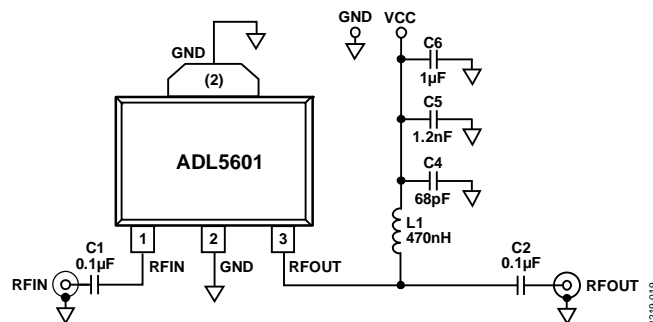 GND VCC
C6
1µF
GND
(2)
C5
1.2nF
ADL5601
C4
68pF
L1
470nH
1 2 3
C1
0.1µF
RFIN GND RFOUT
C2
0.1µF
RFIN
RFOUT